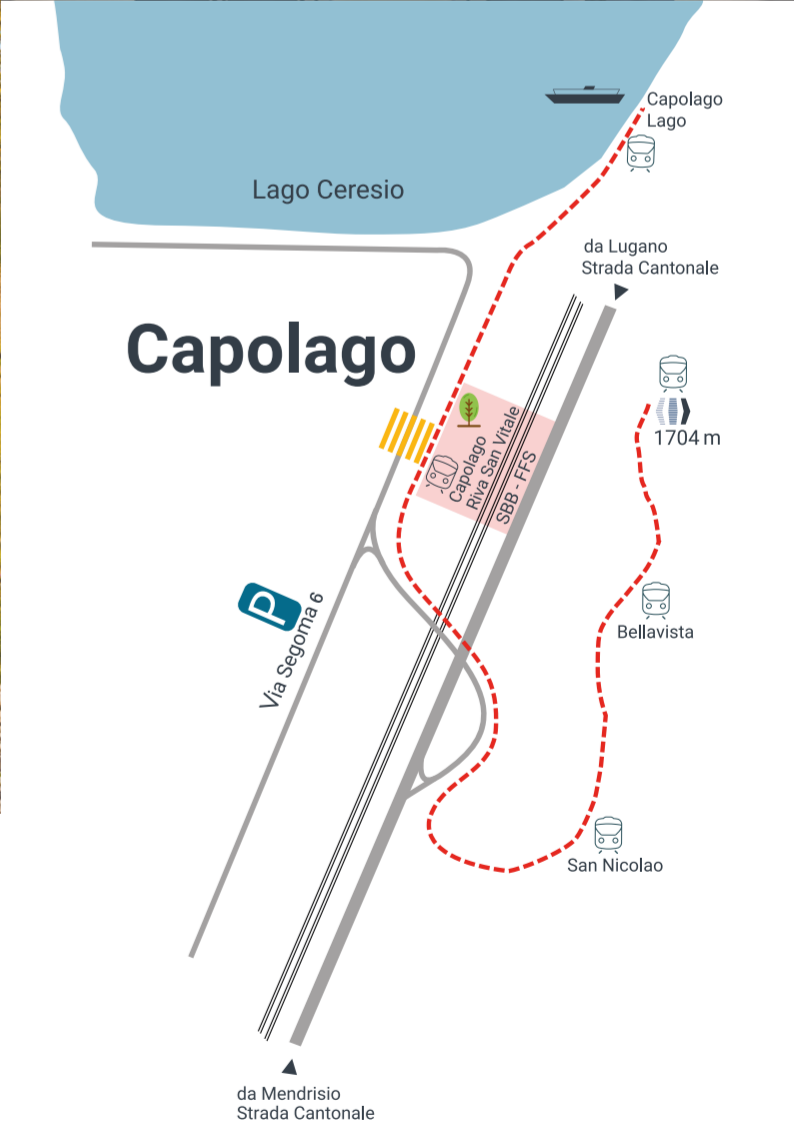 Capolago
Lago
Lago Ceresio
da Lugano
Strada Cantonale
Capolago
1704 m
Capolago
Riva San Vitale
SBB - FFS
P
Via Segoma 6
Bellavista
San Nicolao
da Mendrisio
Strada Cantonale